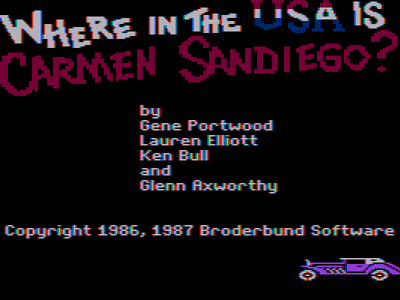 WHERE IN THE USA IS
CARMEN SANDIEGO?
by
Gene Portwood
Lauren Elliott
Ken Bull
and
Glenn Axworthy
Copyright 1986, 1987 Broderbund Software